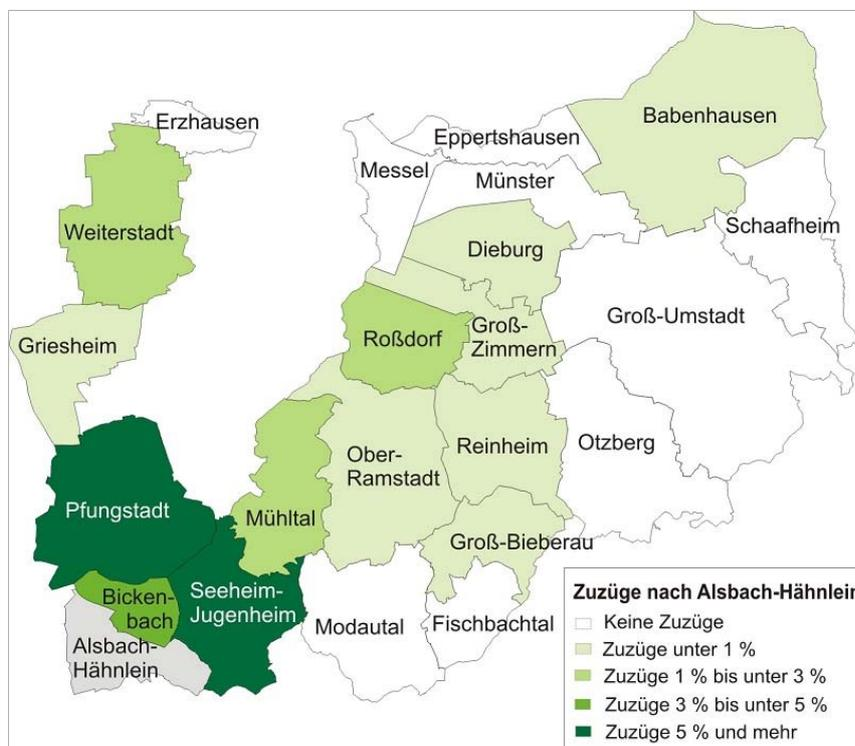 Erzhausen
Babenhausen
Eppertshausen
Messel
Münster
Schaafheim
Weiterstadt
Dieburg
Groß-Umstadt
Griesheim
Roßdorf
Groß-
Zimmern
Otzberg
Reinheim
Ober-
Ramstadt
Pfungstadt
Mühltal
Groß-Bieberau
Seeheim-
Jugenheim
Bicken-
bach
Modautal
Fischbachtal
Alsbach-
Hähnlein
Zuzüge nach Alsbach-Hähnlein
Keine Zuzüge
Zuzüge unter 1 %
Zuzüge 1 % bis unter 3 %
Zuzüge 3 % bis unter 5 %
Zuzüge 5 % und mehr